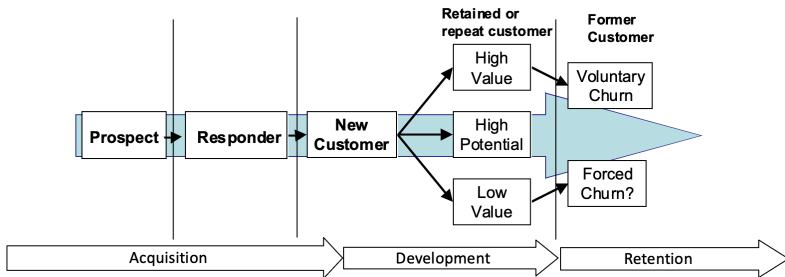 Retained or
repeat customer
Former
Customer
High
Value
Voluntary
Churn
Prospect
Responder
New
Customer
High
Potential
Low
Value
Forced
Churn?
Acquisition
Development
Retention